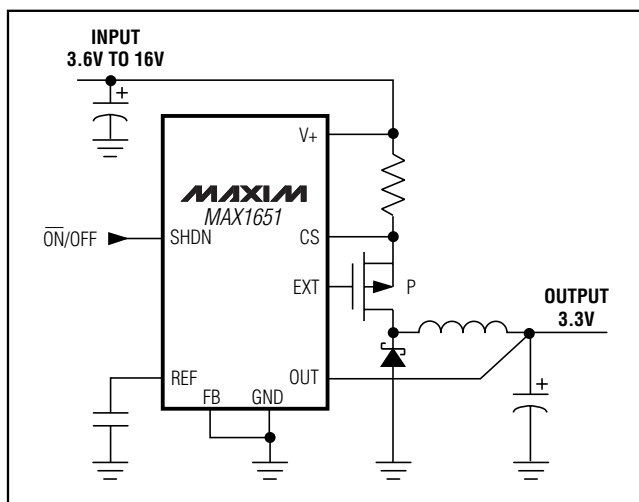 INPUT
3.6V TO 16V
+
V+
MAXIM
MAX1651
ON/OFF
SHDN
CS
EXT
P
OUTPUT
3.3V
REF
OUT
FB
GND
+